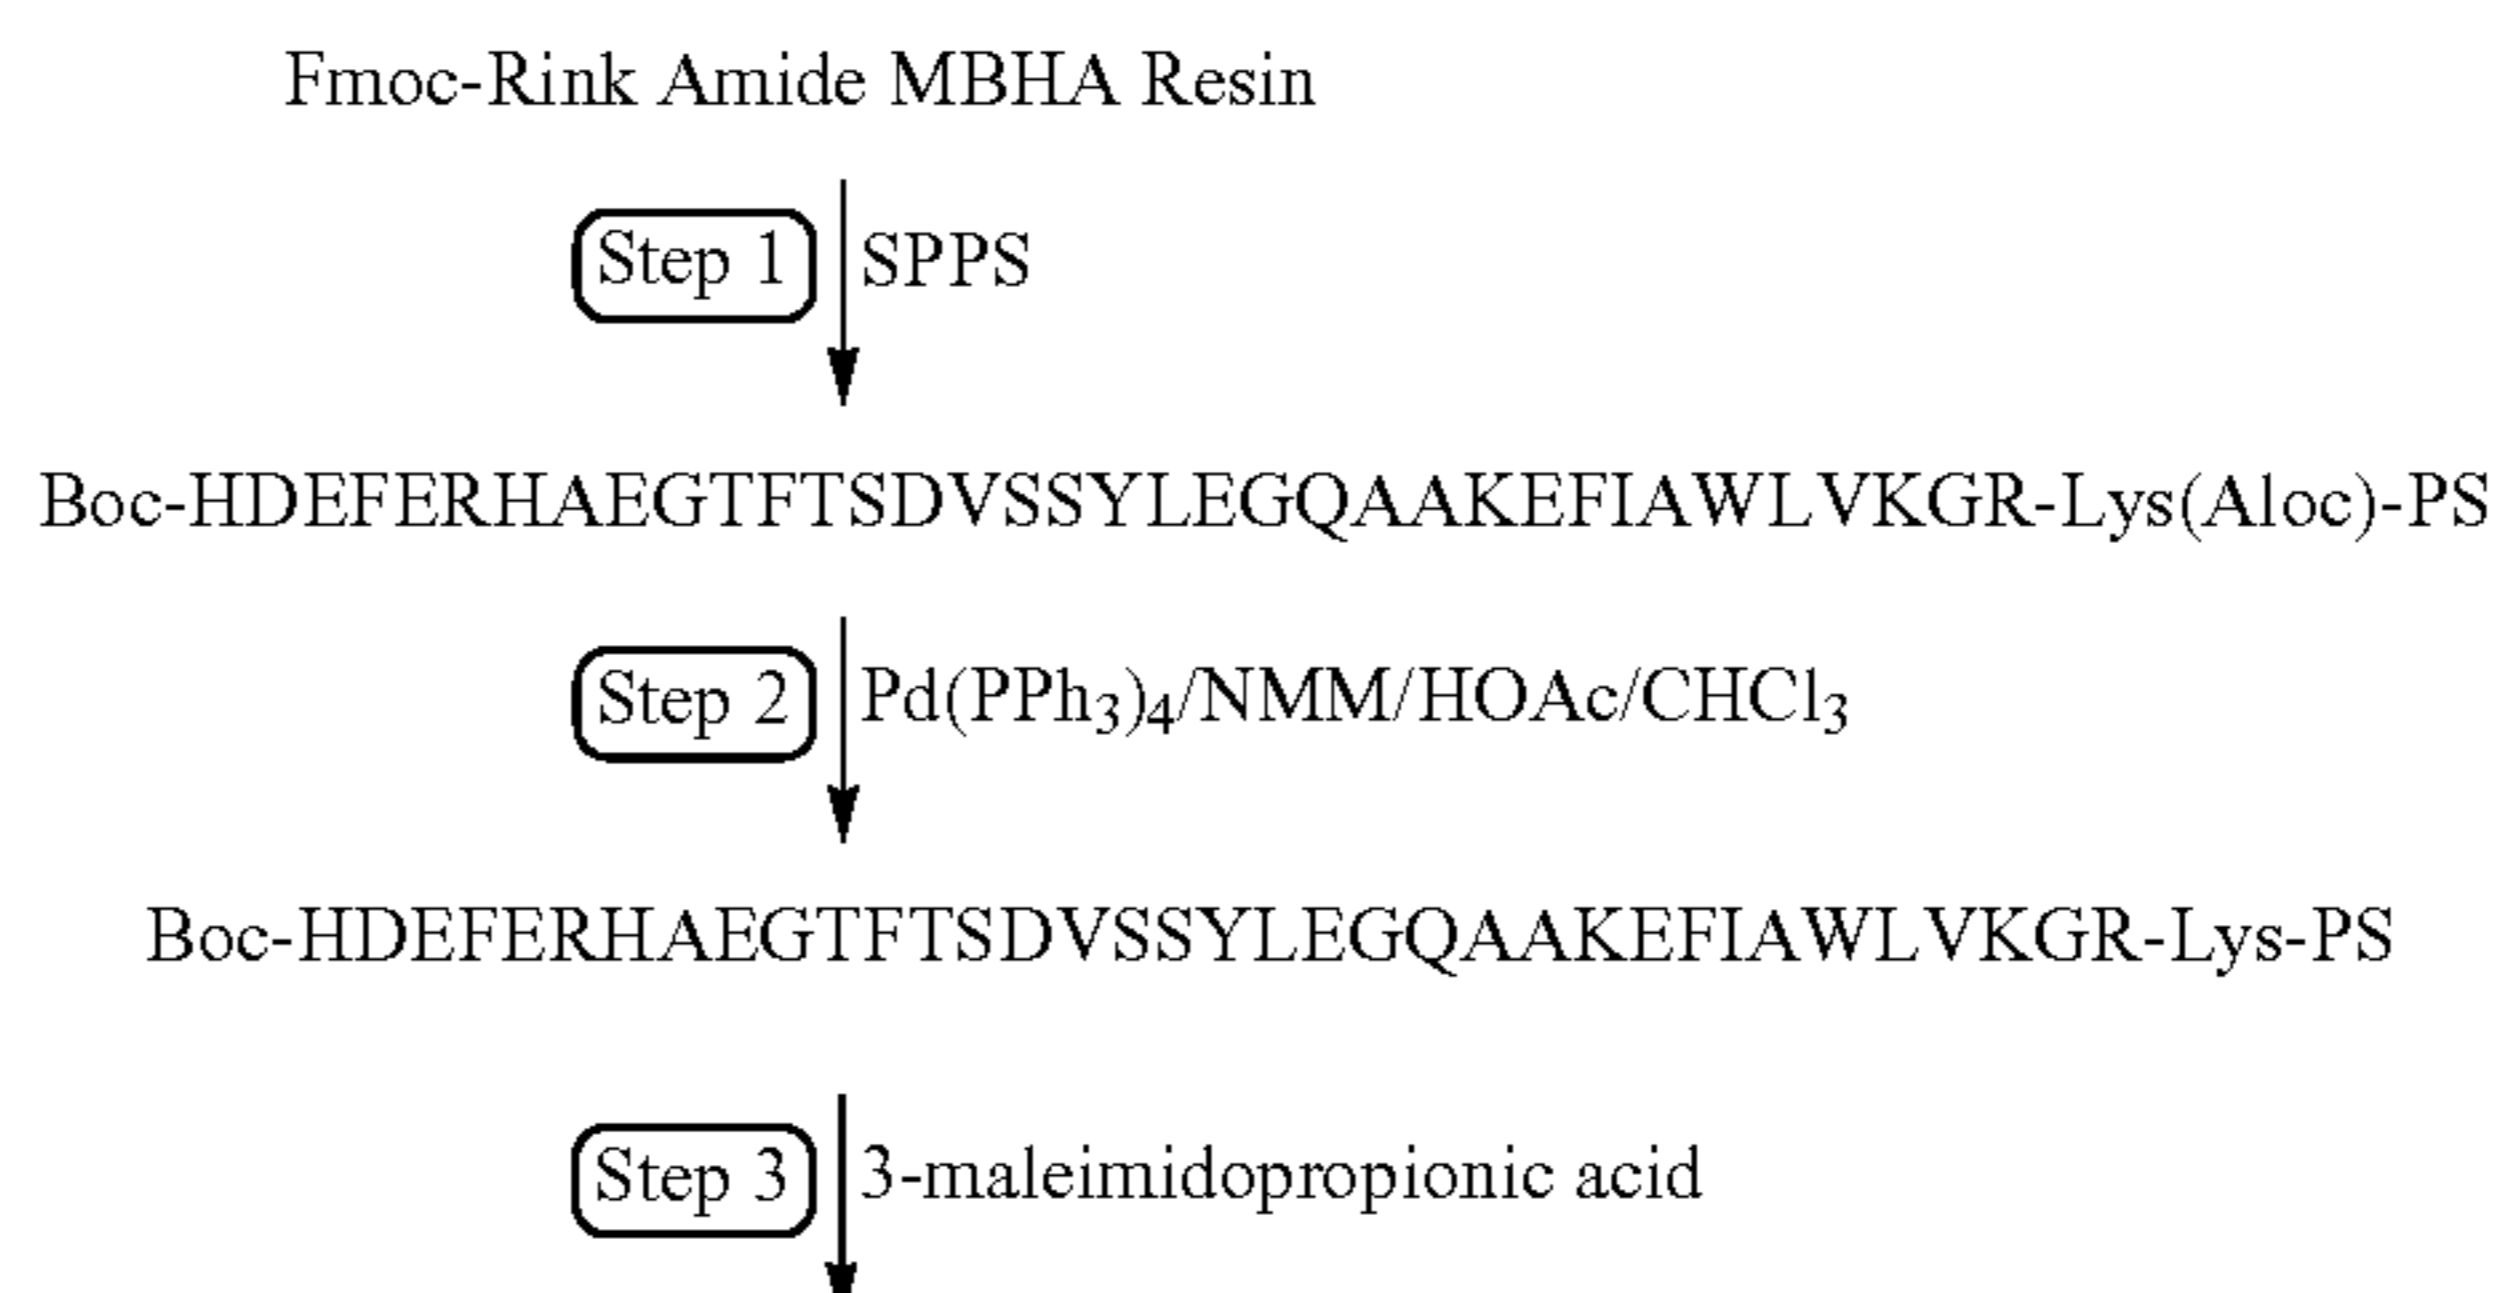 Fmoc-Rink Amide MBHA Resin
Step 1 SPPS
Boc-HDEFERHAEGTFTSDVSSYLEGQAAKEFIAWLVKGR-Lys(Aloc)-PS
Step 2 Pd(PPh3)4/NMM/HOAc/CHCl3
Boc-HDEFERHAEGTFTSDVSSYLEGQAAKEFIAWLVKGR-Lys-PS
Step 3 3-maleimidopropionic acid